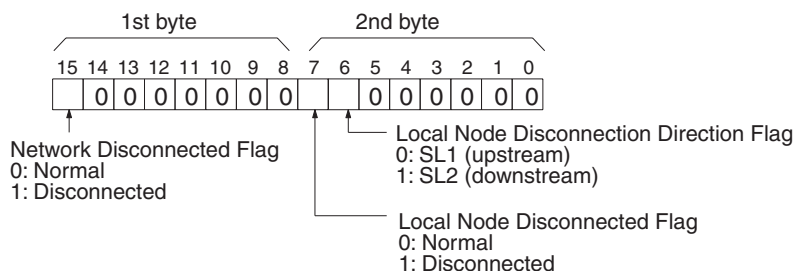 1st byte 2nd byte
15 14 13 12 11 10 9 8 7 6 5 4 3 2 1 0
0 0 0 0 0 0 0 0 0 0 0 0 0
Network Disconnected Flag
0: Normal
1: Disconnected
Local Node Disconnection Direction Flag
0: SL1 (upstream)
1: SL2 (downstream)
Local Node Disconnected Flag
0: Normal
1: Disconnected